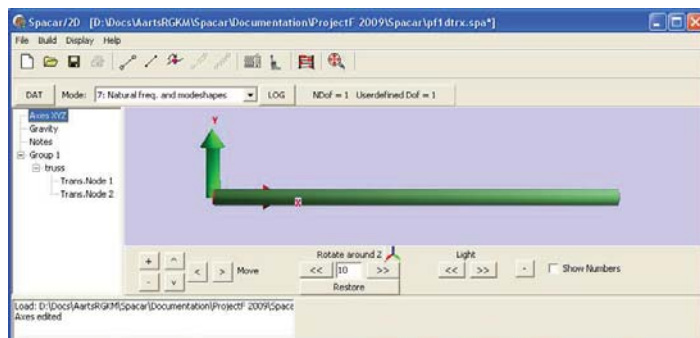 Spacar/2D [D:\Docs\AartsRGKM\Spacar\Documentation\ProjectF 2009\Spacar\pf1dtrx.spa*]
File Build Display Help
DAT Mode: 7: Natural freq. and modeshapes LOG NDof = 1 Userdefined Dof = 1
Axes XYZ
Gravity
Notes
Group 1
truss
Trans.Node 1
Trans.Node 2
Y
X
+ ^ < > Move
- v
Rotate around Z
<< 10 >>
Restore
Light
<< >>
-
Show Numbers
Load: D:\Docs\AartsRGKM\Spacar\Documentation\ProjectF 2009\Space
Axes edited